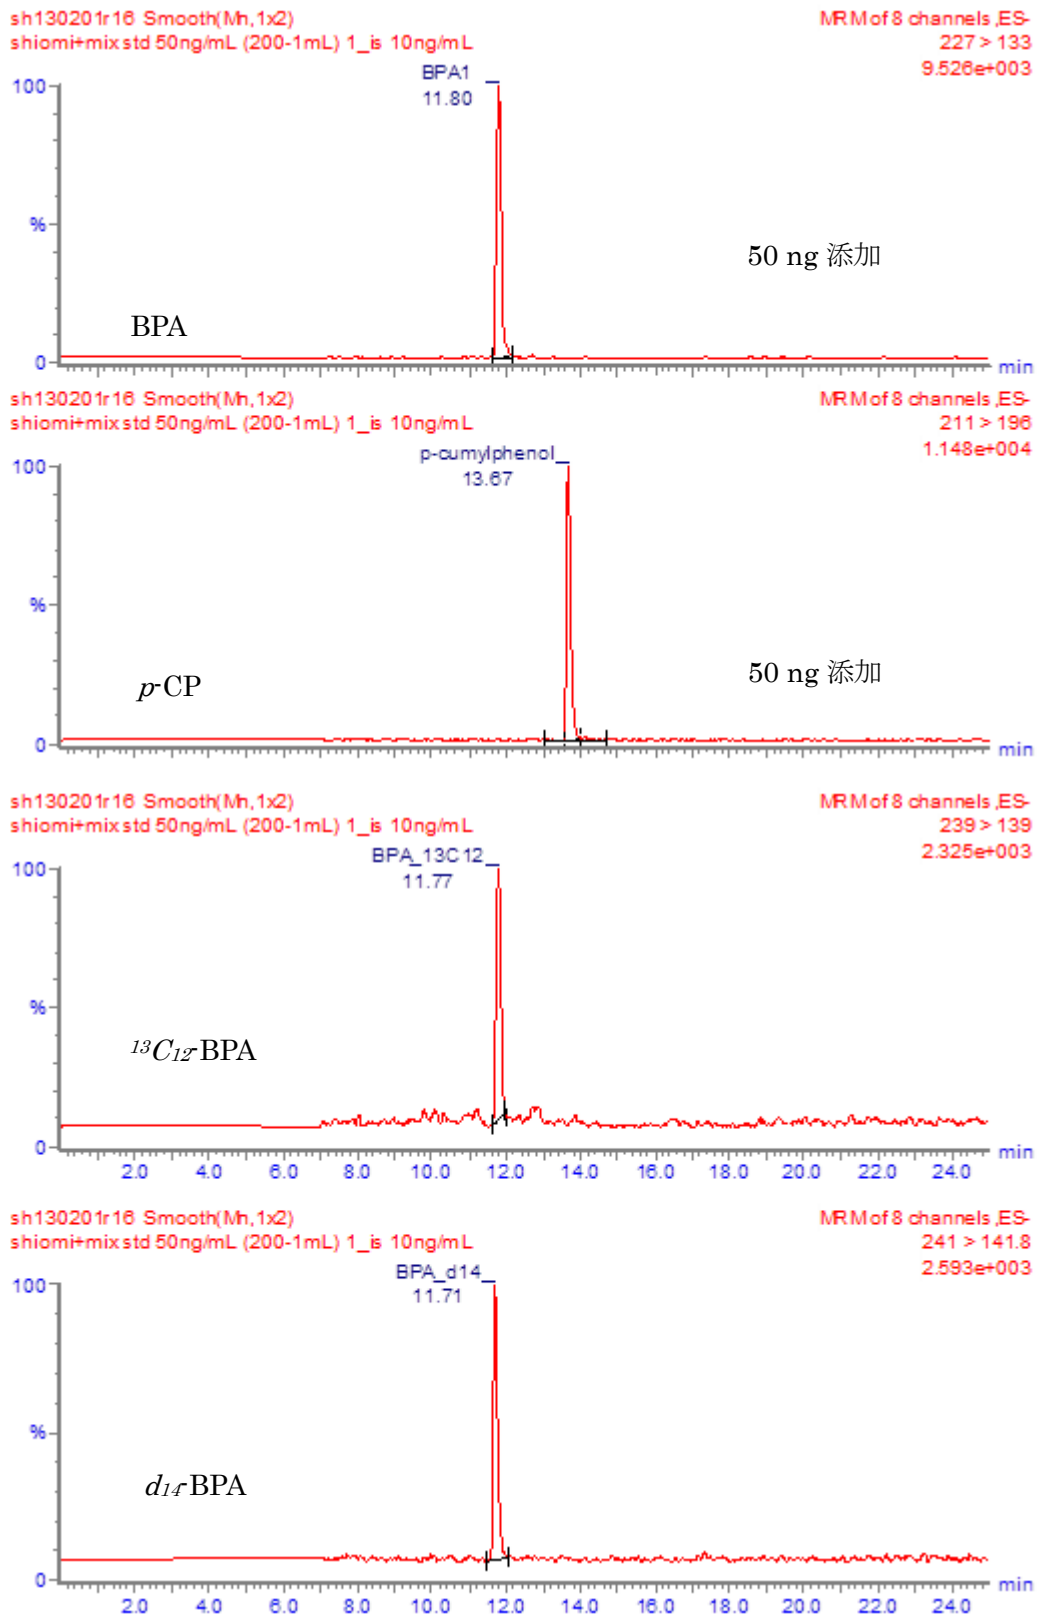 sh130201r16 Smooth(Mn,1x2)
MRM of 8 channels,ES-
shiomi+mix std 50ng/mL (200-1mL) 1_is 10ng/mL
227 > 133
9.526e+003
BPA1
11.80
100
%
50 ng 添加
BPA
0
min
sh130201r16 Smooth(Mn,1x2)
MRM of 8 channels,ES-
shiomi+mix std 50ng/mL (200-1mL) 1_is 10ng/mL
211 > 196
1.148e+004
p-cumylphenol
13.67
100
%
50 ng 添加
p-CP
0
min
sh130201r16 Smooth(Mn,1x2)
MRM of 8 channels,ES-
shiomi+mix std 50ng/mL (200-1mL) 1_is 10ng/mL
239 > 139
2.325e+003
BPA_13C12
11.77
100
%
13C12-BPA
0
min
2.0 4.0 6.0 8.0 10.0 12.0 14.0 16.0 18.0 20.0 22.0 24.0
sh130201r16 Smooth(Mn,1x2)
MRM of 8 channels,ES-
shiomi+mix std 50ng/mL (200-1mL) 1_is 10ng/mL
241 > 141.8
2.593e+003
BPA_d14
11.71
100
%
d14-BPA
0
min
2.0 4.0 6.0 8.0 10.0 12.0 14.0 16.0 18.0 20.0 22.0 24.0